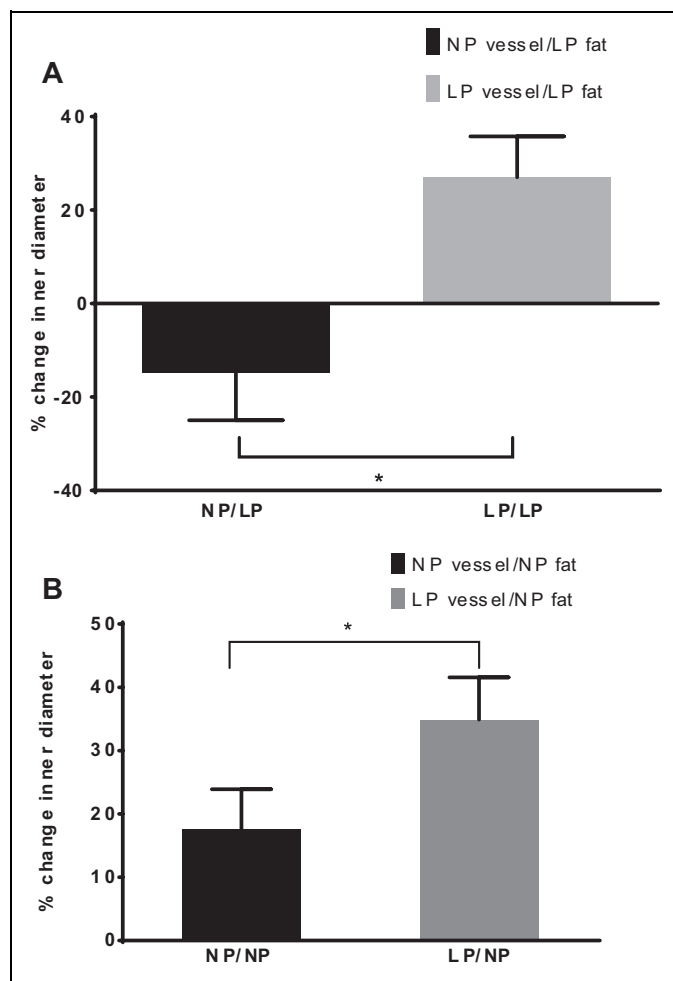 NP vessel/LP fat
A
LP vessel/LP fat
40
20
0
-20
-40
% change inner diameter
*
NP/LP LP/LP
NP vessel/NP fat
B
LP vessel/NP fat
50
40
30
20
10
0
% change inner diameter
*
NP/NP LP/NP